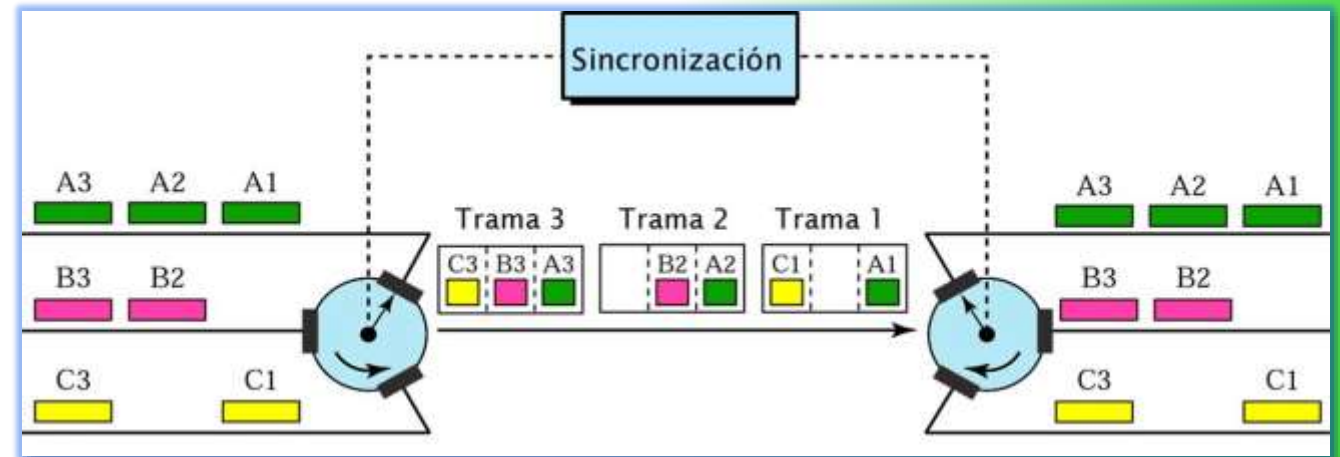 Sincronización
A3 A2 A1
Trama 3 Trama 2 Trama 1
A3 A2 A1
C3 B3 A3 B2 A2 C1 A1
B3 B2
B3 B2
C3 C1
C3 C1